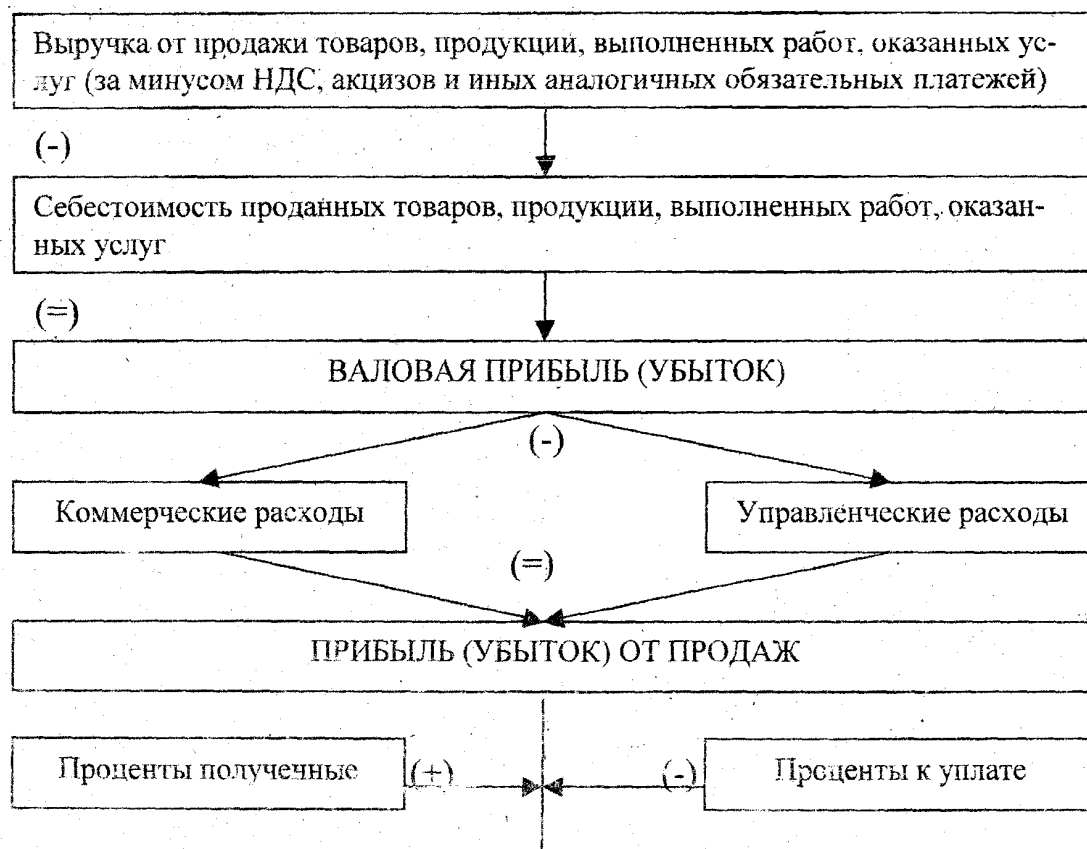 Выручка от продажи товаров, продукции, выполненных работ, оказанных ус-
луг (за минусом НДС, акцизов и иных аналогичных обязательных платежей)
(-)
Себестоимость проданных товаров, продукции, выполненных работ, оказан-
ных услуг
(=)
ВАЛОВАЯ ПРИБЫЛЬ (УБЫТОК)
(-)
Коммерческие расходы
Управленческие расходы
(=)
ПРИБЫЛЬ (УБЫТОК) ОТ ПРОДАЖ
Проценты полученные
(+)
(-)
Проценты к уплате